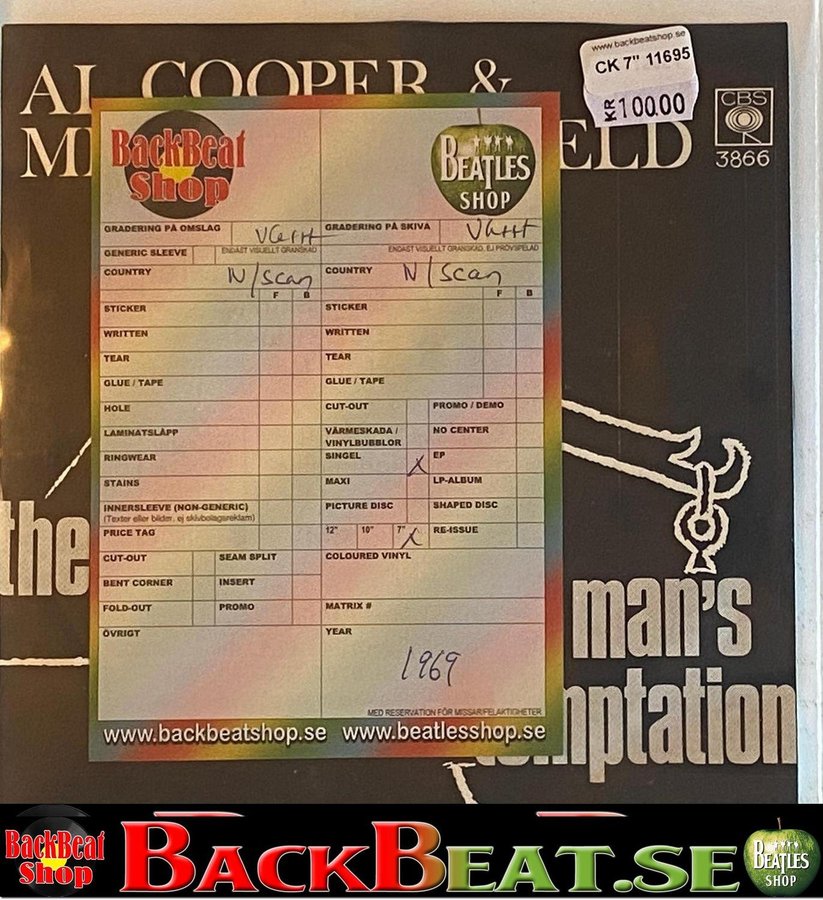 AL COOPER &
www.backbeatshop.se
CK 7" 11695
KR 100.00
ELD
CBS
3866
BackBeat
Shop
BEATLES
SHOP
GRADERING PÅ OMSLAG
GRADERING PÅ SKIVA
ENDAST VISUELLT GRANSKAD
ENDAST VISUELLT GRANSKAD, EJ PROVSPELAD
GENERIC SLEEVE
COUNTRY N/Scan
COUNTRY N/Scan
F B
F B
STICKER
STICKER
WRITTEN
WRITTEN
TEAR
TEAR
GLUE / TAPE
GLUE / TAPE
HOLE
CUT-OUT
PROMO / DEMO
LAMINATSLÄPP
VÄRMESKADA /
VINYLBUBBLOR
NO CENTER
RINGWEAR
SINGEL X
EP
STAINS
MAXI
LP-ALBUM
INNERSLEEVE (NON-GENERIC)
(Texter eller bilder, ej skivbolagsreklam)
PICTURE DISC
SHAPED DISC
PRICE TAG
12" 10" 7" X
RE-ISSUE
CUT-OUT
SEAM SPLIT
COLOURED VINYL
BENT CORNER
INSERT
FOLD-OUT
PROMO
MATRIX #
ÖVRIGT
YEAR
1969
MED RESERVATION FÖR MISSAR/FELAKTIGHETER
www.backbeatshop.se www.beatlesshop.se
the
man's
temptation
BackBeat
Shop
BACKBEAT.SE
BEATLES
SHOP